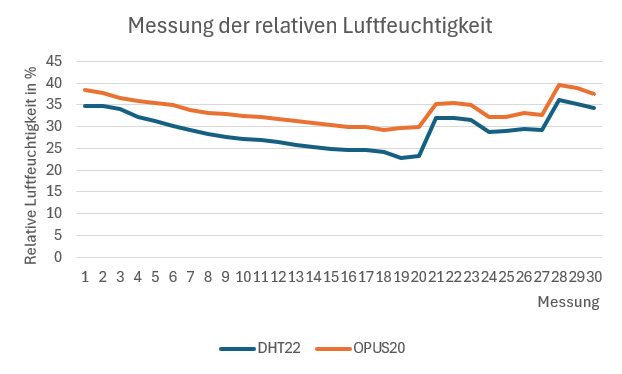 Messung der relativen Luftfeuchtigkeit
Relative Luftfeuchtigkeit in %
45
40
35
30
25
20
15
10
5
0
1 2 3 4 5 6 7 8 9 10 11 12 13 14 15 16 17 18 19 20 21 22 23 24 25 26 27 28 29 30
Messung
DHT22 OPUS20